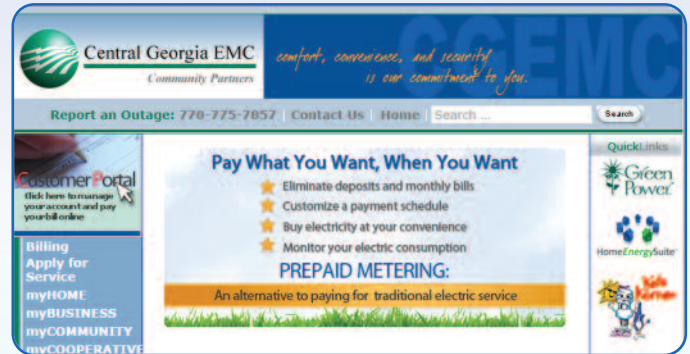 CGEMC
Central Georgia EMC
Community Partners
comfort, convenience, and security
is our commitment to you.
Report an Outage: 770-775-7857 | Contact Us | Home
Search ...
Search
CustomerPortal
Click here to manage
your account and pay
your bill online
Billing
Apply for
Service
myHOME
myBUSINESS
myCOMMUNITY
myCOOPERATIVE
Pay What You Want, When You Want
Eliminate deposits and monthly bills
Customize a payment schedule
Buy electricity at your convenience
Monitor your electric consumption
PREPAID METERING:
An alternative to paying for traditional electric service
QuickLinks
Green
Power
HomeEnergySuite
Kids
Korner